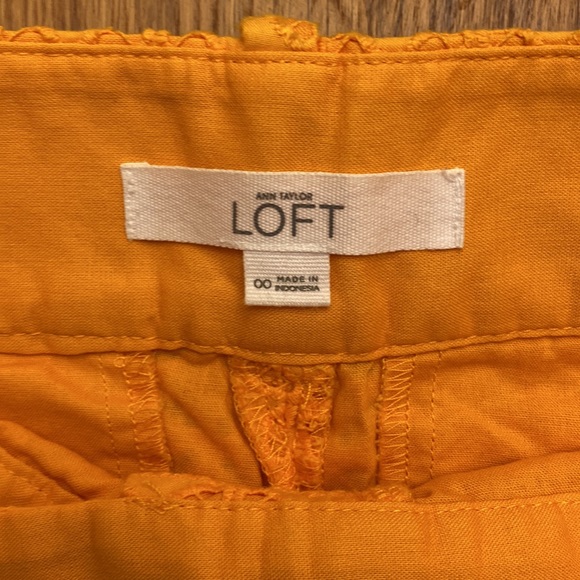 ANN TAYLOR
LOFT
00 MADE IN
INDONESIA